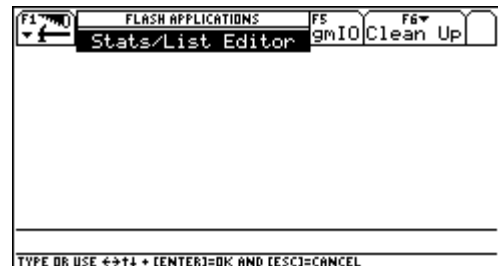 F1 FLASH APPLICATIONS F5 F6▾
Stats/List Editor gmIO Clean Up
TYPE OR USE ←→↑↓ + [ENTER]=OK AND [ESC]=CANCEL